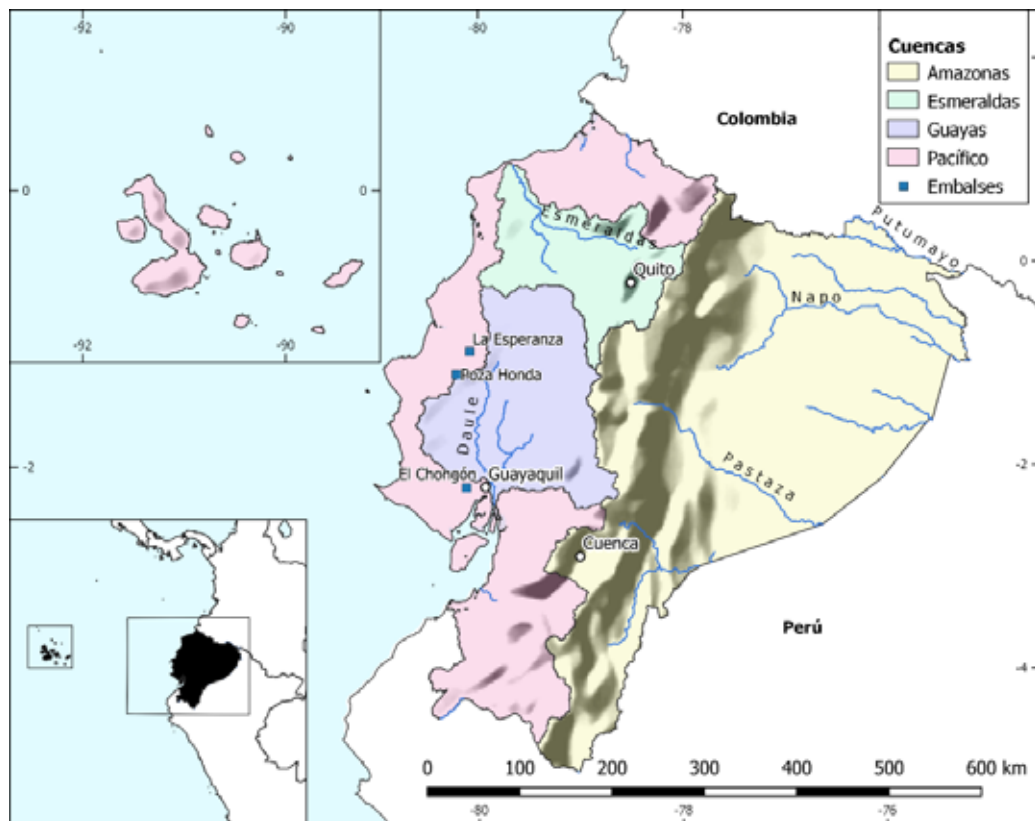 -92
-90
-80
-78
Cuencas
Amazonas
Esmeraldas
Guayas
Pacífico
Embalses
Colombia
0
0
0
Putumayo
Esmeraldas
Quito
Napo
La Esperanza
Poza Honda
-92
-90
Daule
-2
-2
El Chongón
Guayaquil
Pastaza
Cuenca
Perú
-4
0 100 200 300 400 500 600 km
-80
-78
-76